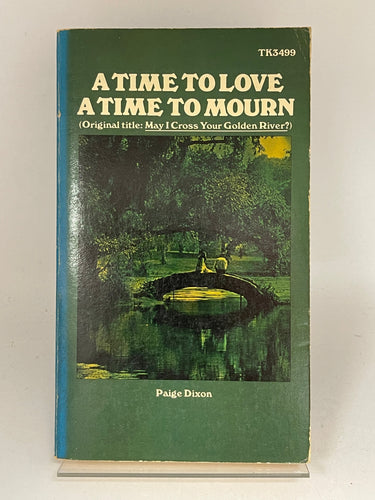 TK3499
A TIME TO LOVE
A TIME TO MOURN
(Original title: May I Cross Your Golden River?)
Paige Dixon